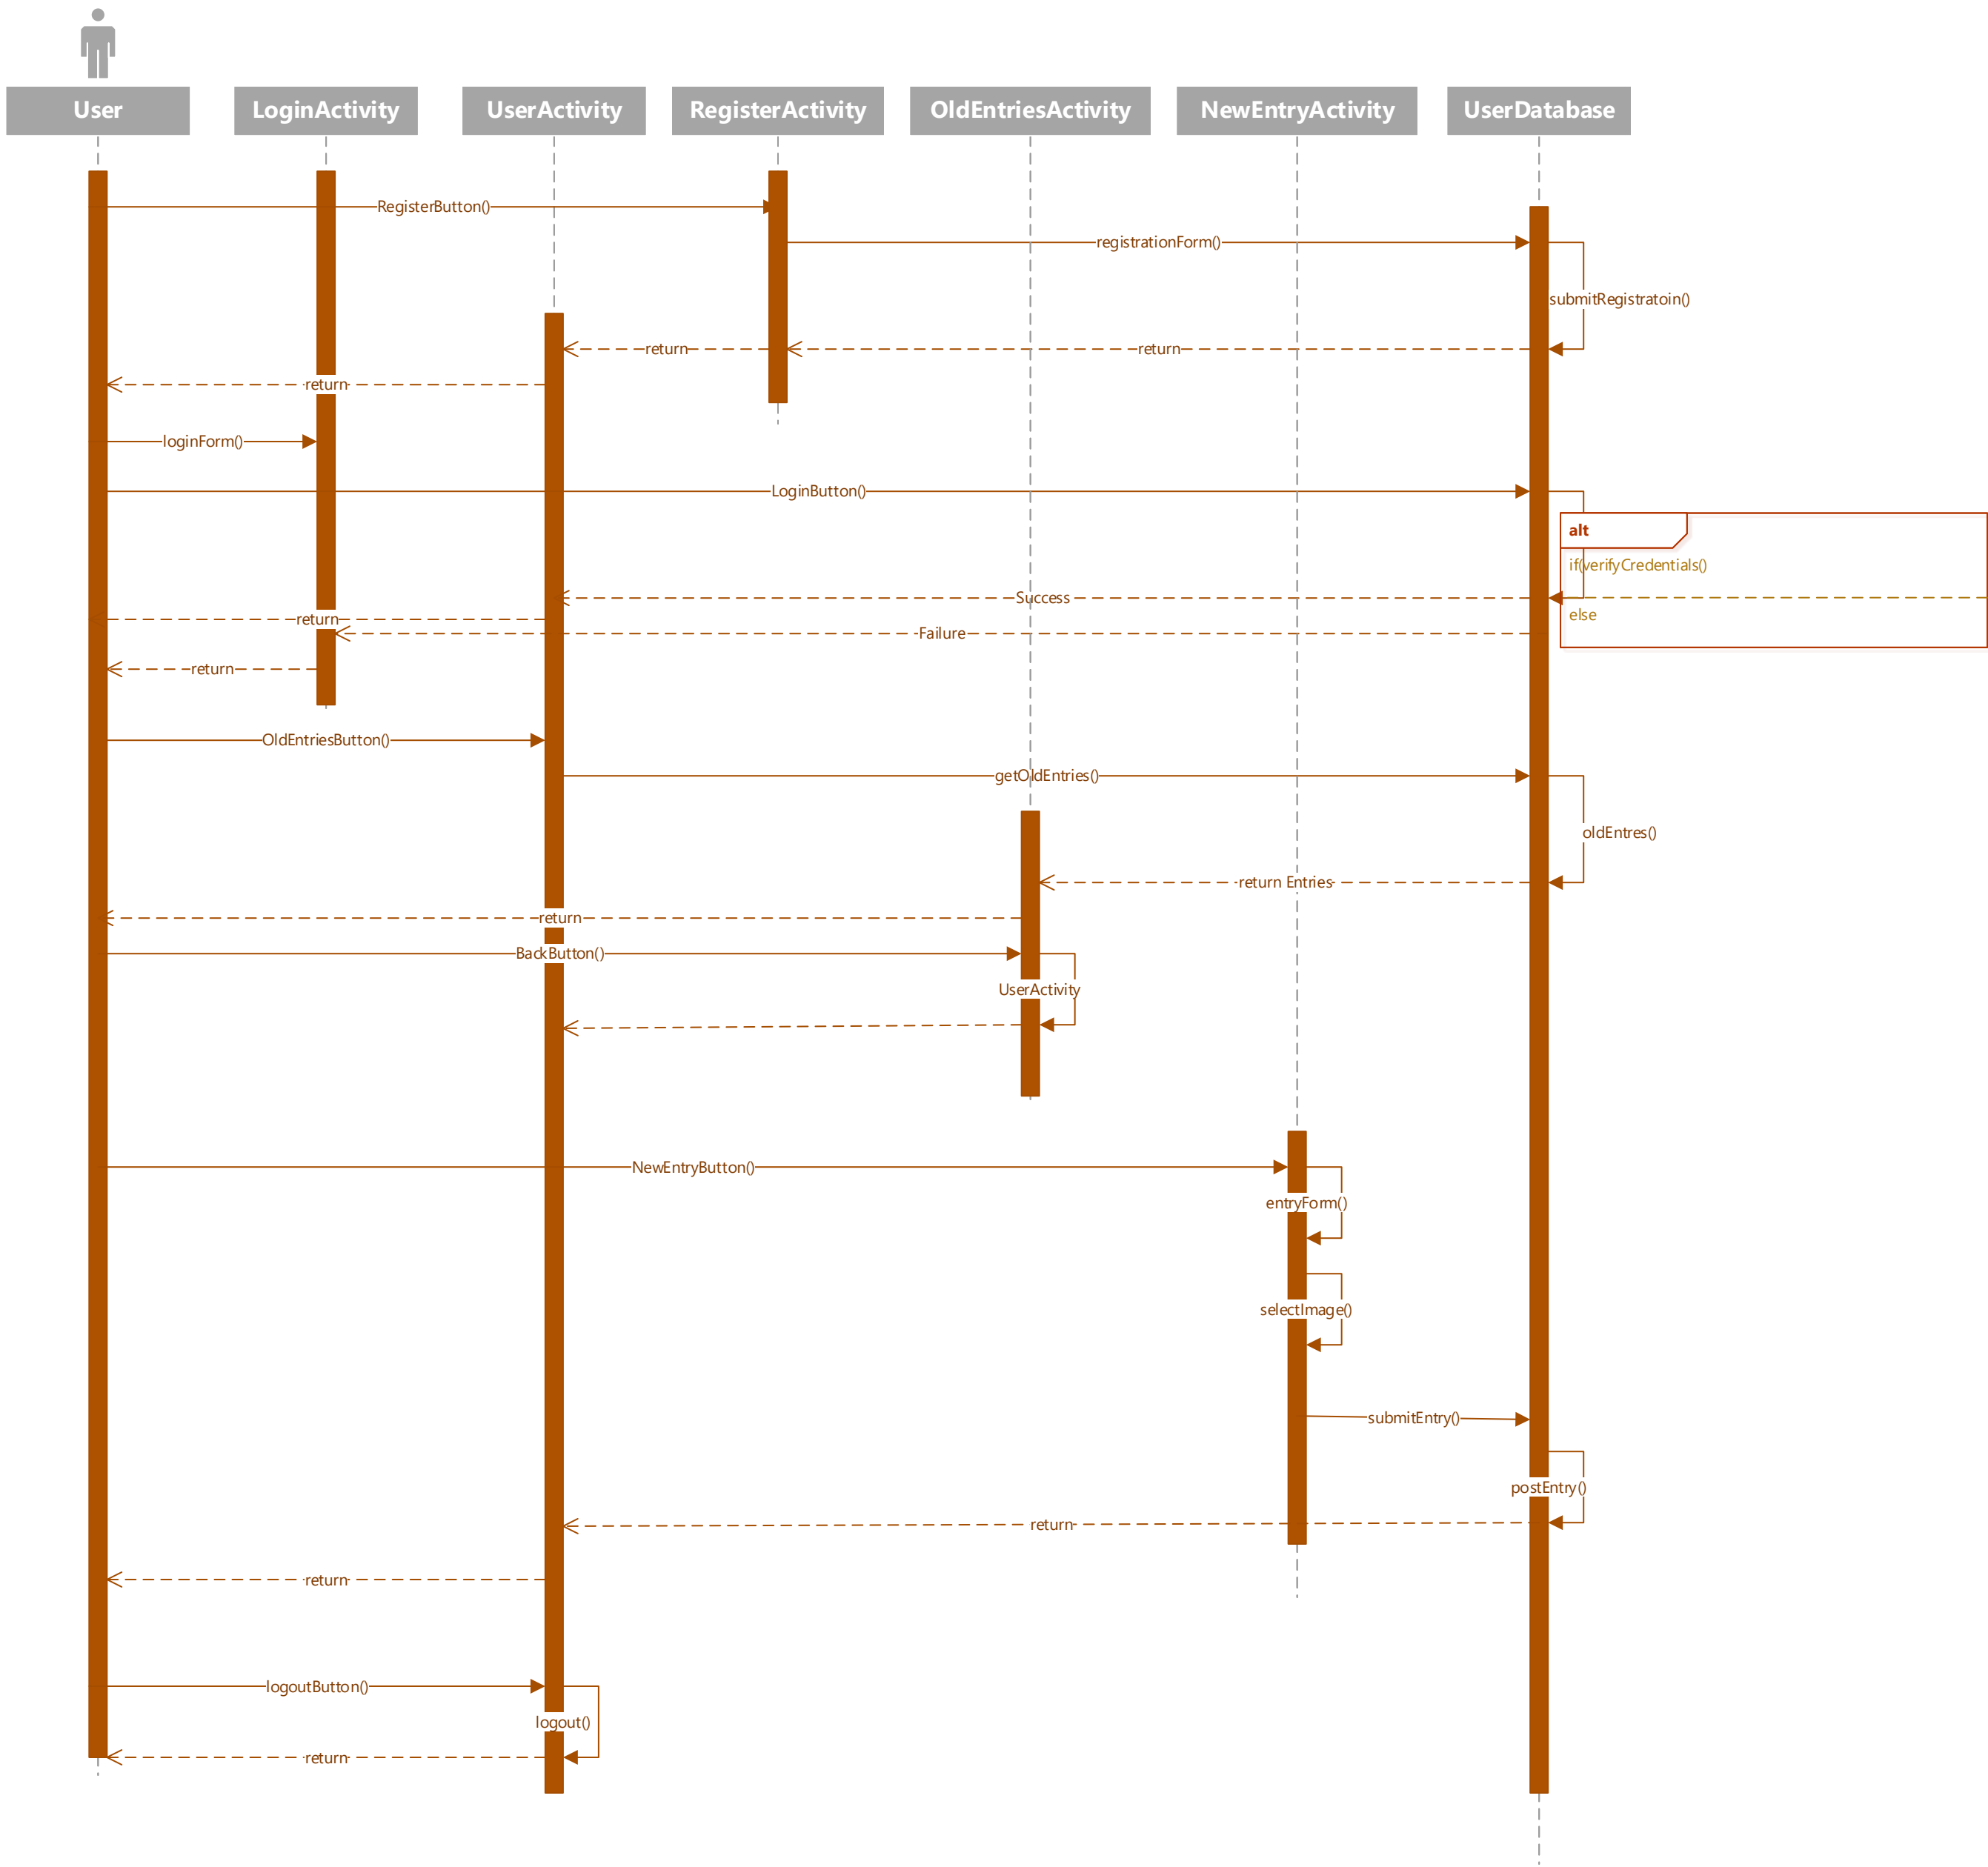 User
LoginActivity
UserActivity
RegisterActivity
OldEntriesActivity
NewEntryActivity
UserDatabase
RegisterButton()
registrationForm()
submitRegistratoin()
return
return
return
loginForm()
LoginButton()
alt
if(verifyCredentials()
Success
else
return
Failure
return
OldEntriesButton()
getOldEntries()
oldEntres()
return Entries
return
BackButton()
UserActivity
NewEntryButton()
entryForm()
selectImage()
submitEntry()
postEntry()
return
return
logoutButton()
logout()
return